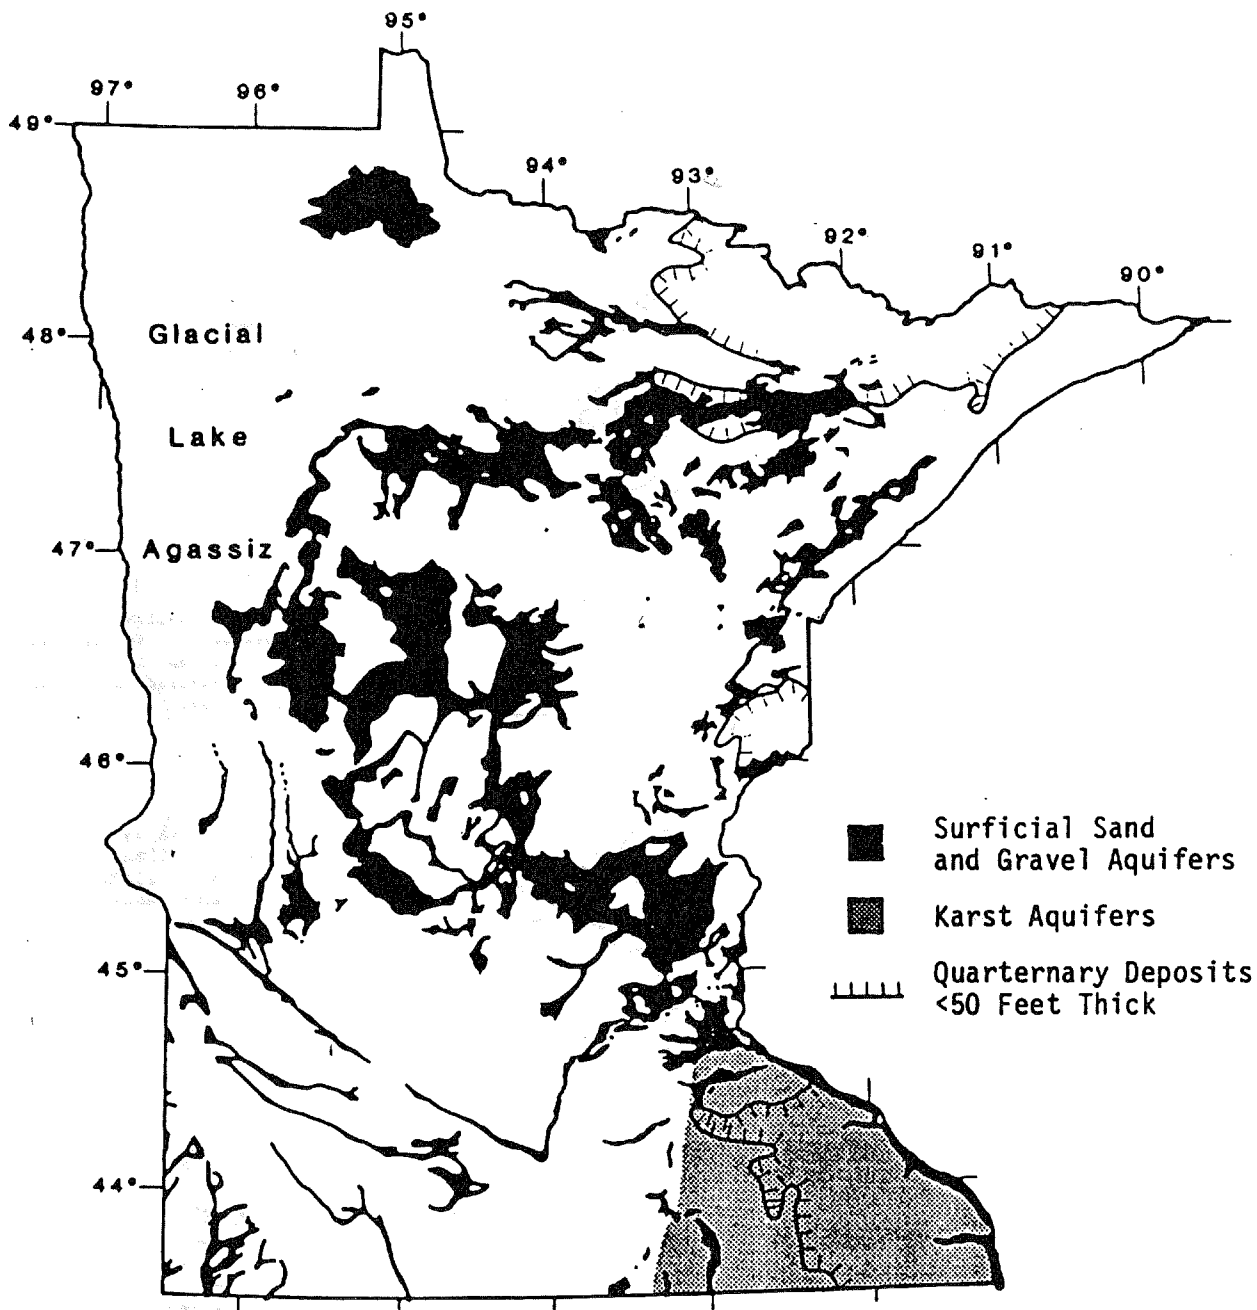 95°
97°
96°
49°
94°
93°
92°
91°
90°
48°
Glacial
Lake
Agassiz
47°
46°
45°
44°
Surficial Sand
and Gravel Aquifers
Karst Aquifers
Quarternary Deposits
<50 Feet Thick